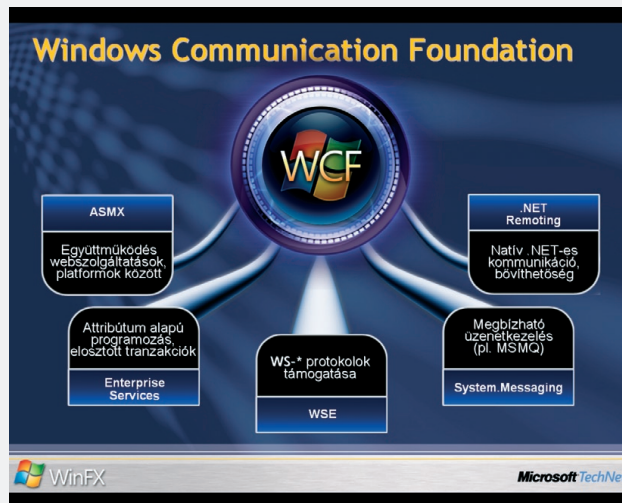 Windows Communication Foundation
WCF
ASMX
Együttműködés
webszolgáltatások,
platformok között
.NET
Remoting
Natív .NET-es
kommunikáció,
bővíthetőség
Attribútum alapú
programozás,
elosztott tranzakciók
Enterprise
Services
WS-* protokolok
támogatása
WSE
Megbízható
üzenetkezelés
(pl. MSMQ)
System.Messaging
WinFX
Microsoft TechNe